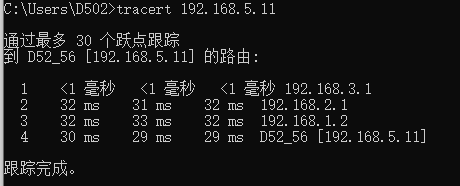 C:\Users\D502>tracert 192.168.5.11
通过最多 30 个跃点跟踪
到 D52_56 [192.168.5.11] 的路由:
1 <1 毫秒 <1 毫秒 <1 毫秒 192.168.3.1
2 32 ms 31 ms 32 ms 192.168.2.1
3 32 ms 33 ms 32 ms 192.168.1.2
4 30 ms 29 ms 29 ms D52_56 [192.168.5.11]
跟踪完成。